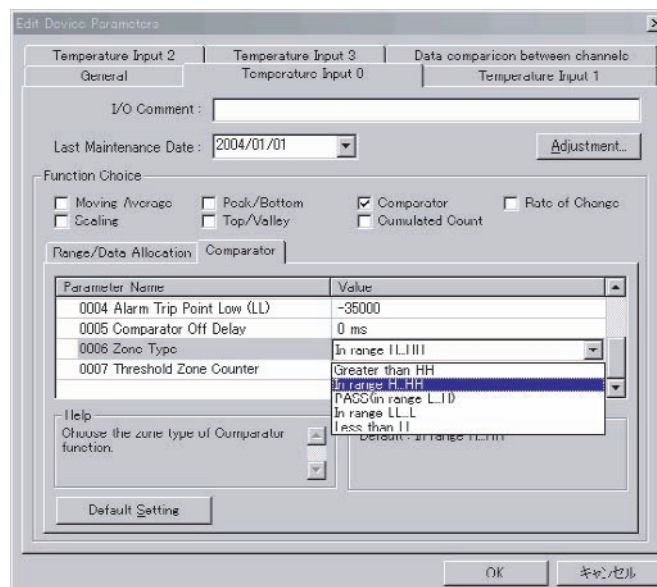 Edit Device Parameters
Temperature Input 2 Temperature Input 3 Data comparison between channels
General Temperature Input 0 Temperature Input 1
I/O Comment :
Last Maintenance Date : 2004/01/01 Adjustment...
Function Choice
Moving Average Peak/Bottom Comparator Rate of Change
Scaling Top/Valley Cumulated Count
Range/Data Allocation Comparator
Parameter Name Value
0004 Alarm Trip Point Low (LL) -35000
0005 Comparator Off Delay 0 ms
0006 Zone Type In range H...HH
0007 Threshold Zone Counter
Greater than HH
In range H...HH
PASS(in range L...H)
In range LL...L
Less than LL
Help
Choose the zone type of Comparator
function.
Default : In range H...HH
Default Setting
OK キャンセル